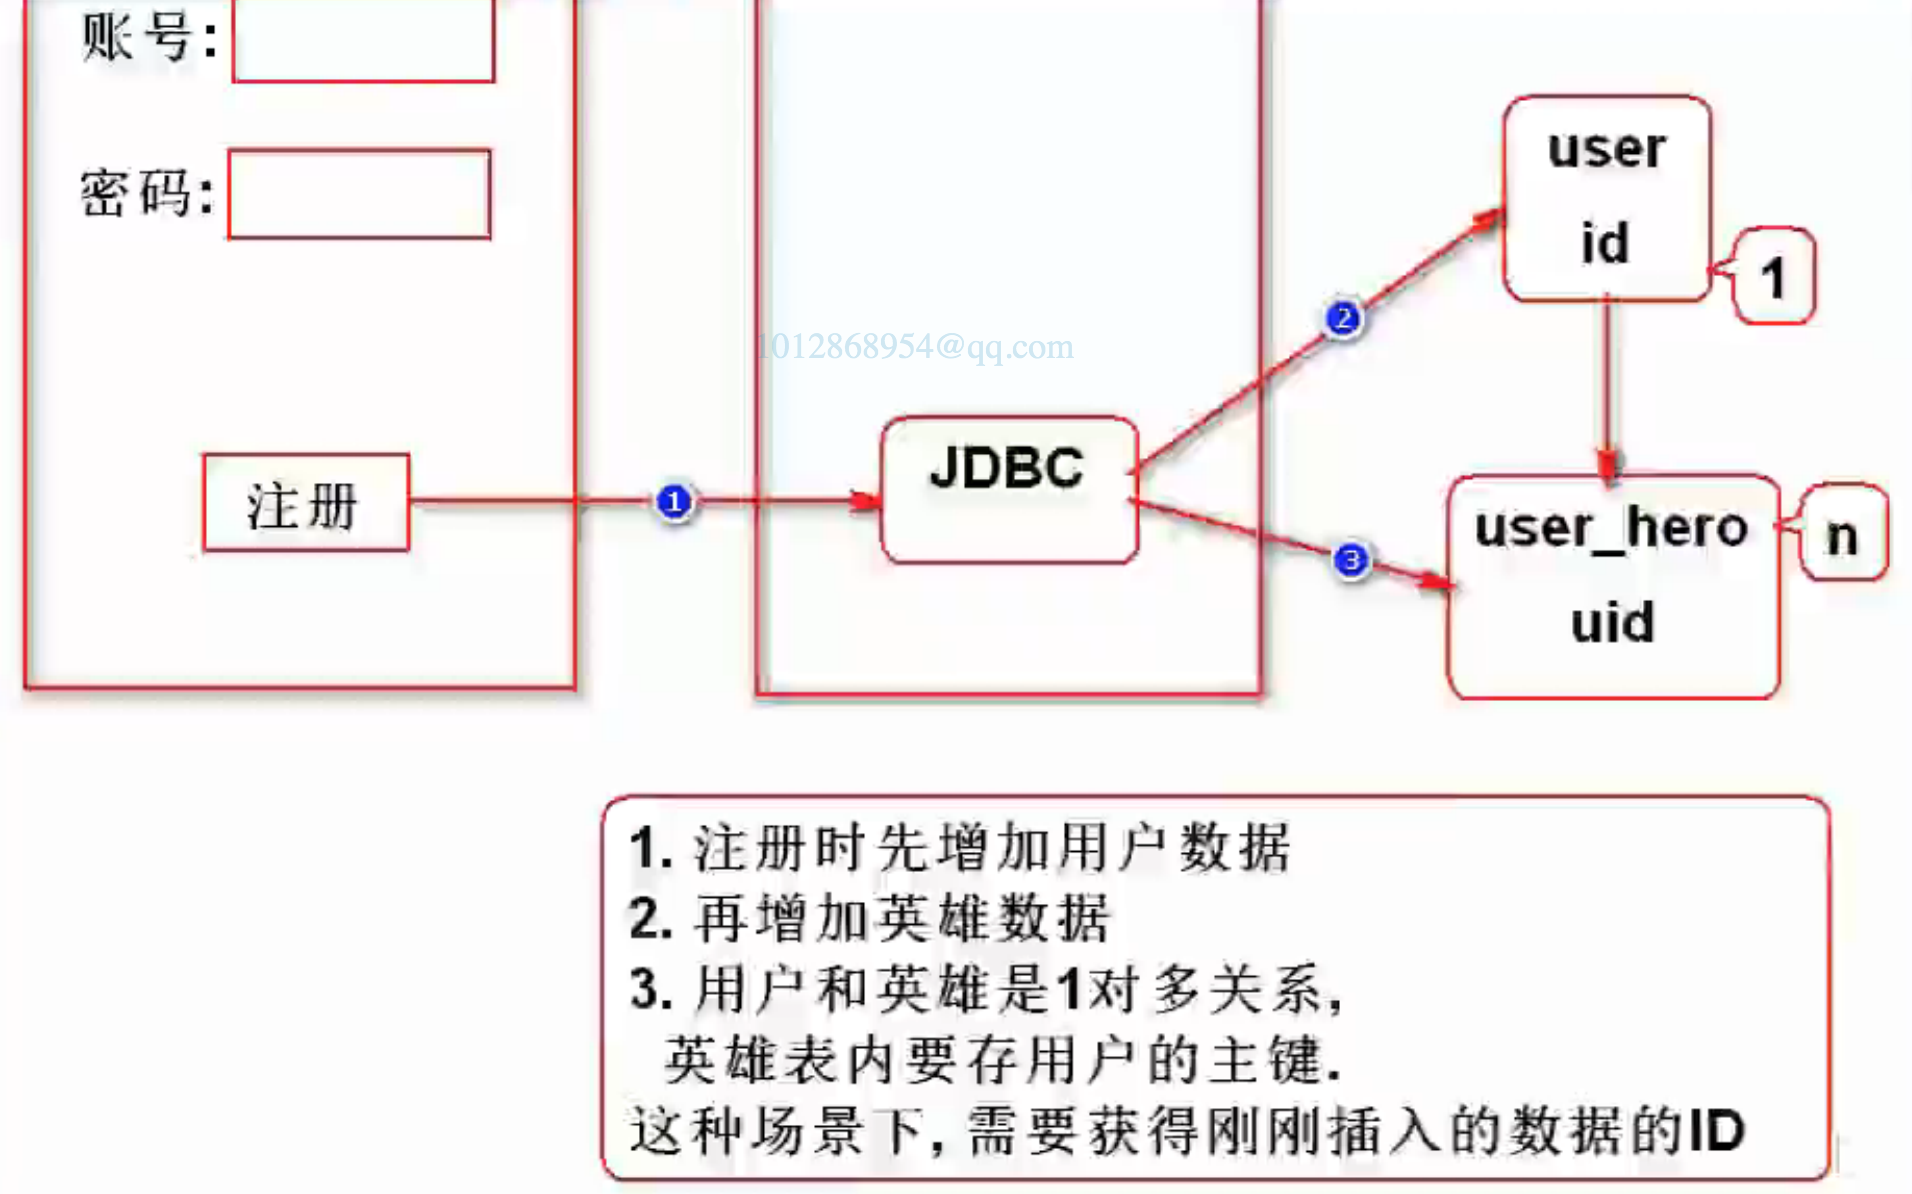 账号:
密码:
注册
1
1012868954@qq.com
JDBC
2
3
user
id
1
user_hero
uid
n
1. 注册时先增加用户数据
2. 再增加英雄数据
3. 用户和英雄是1对多关系,
英雄表内要存用户的主键.
这种场景下, 需要获得刚刚插入的数据的ID